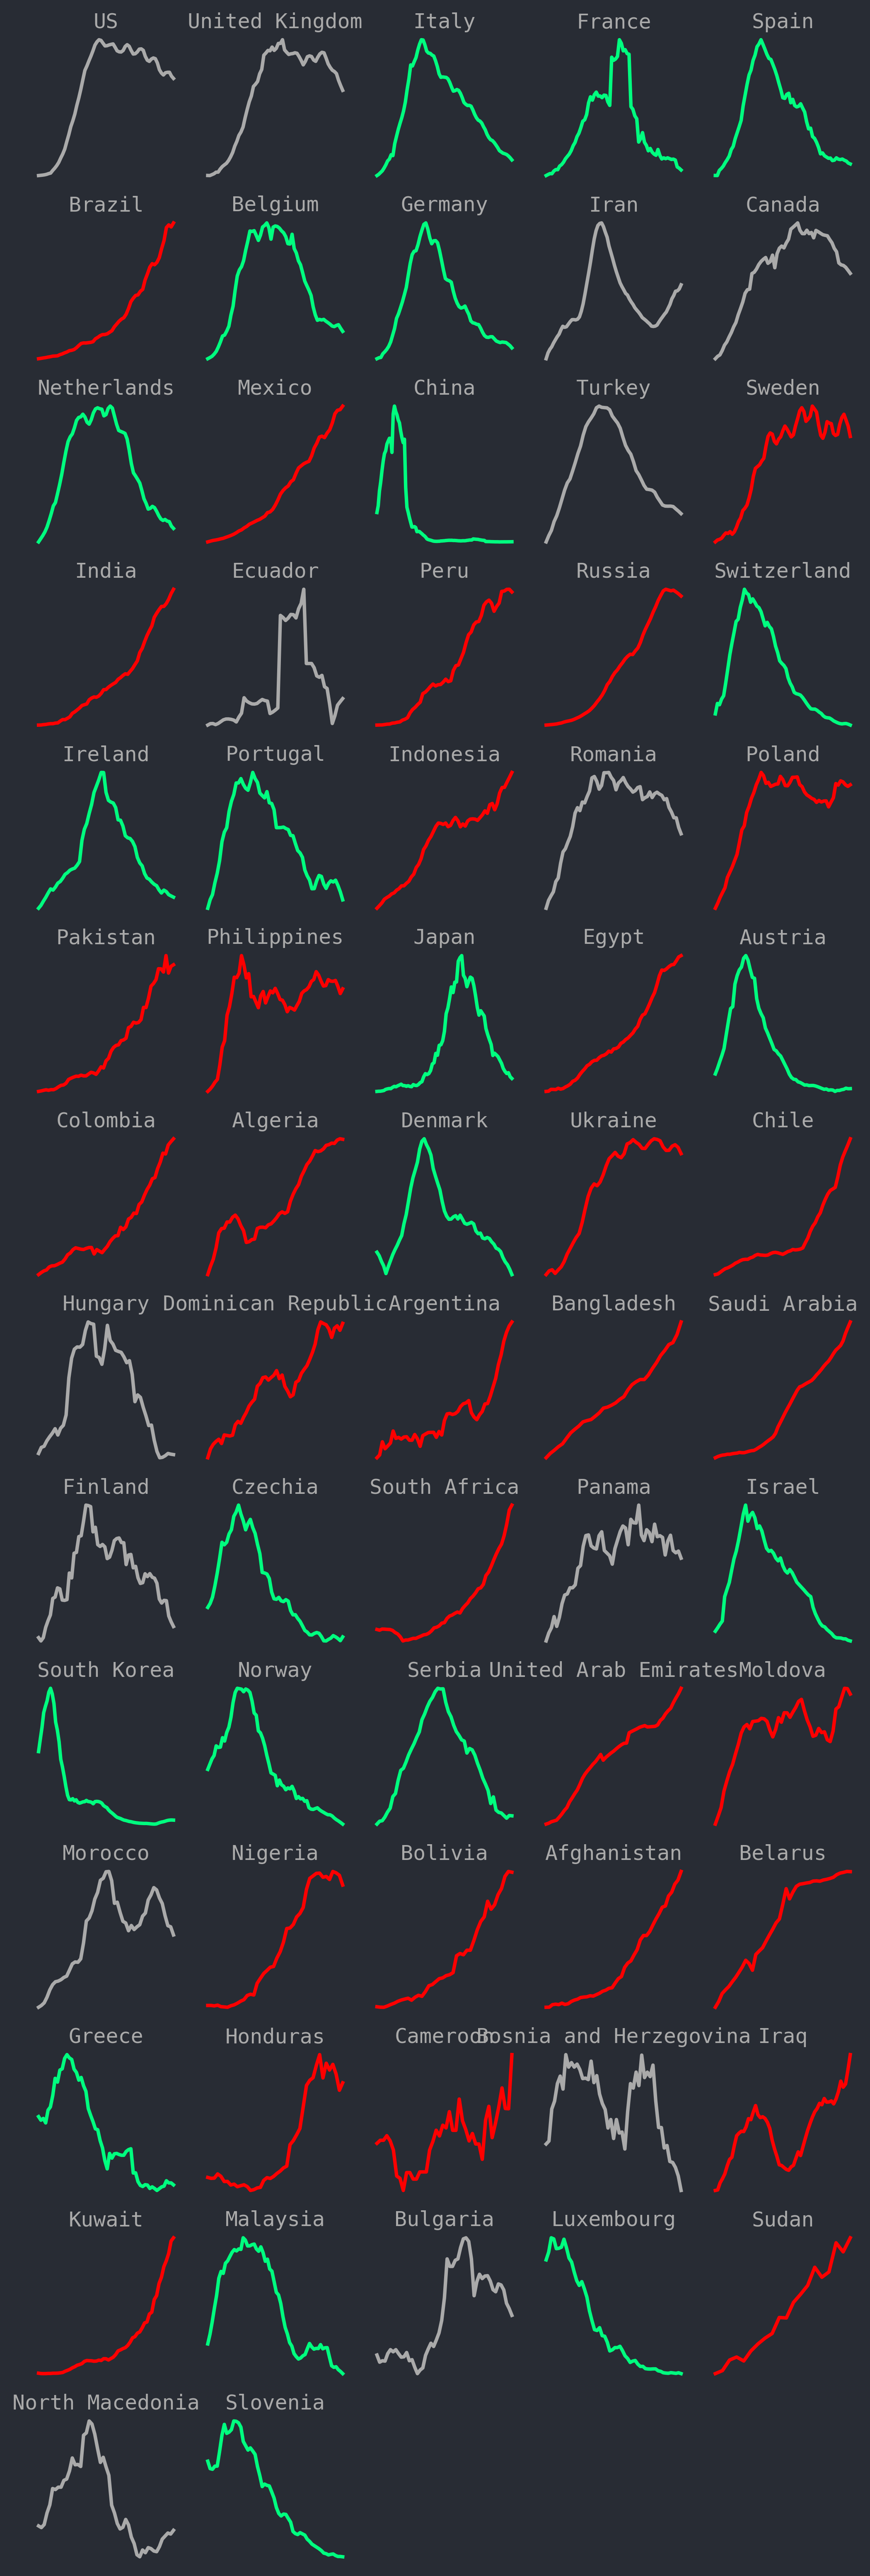 US United Kingdom Italy France Spain
Brazil Belgium Germany Iran Canada
Netherlands Mexico China Turkey Sweden
India Ecuador Peru Russia Switzerland
Ireland Portugal Indonesia Romania Poland
Pakistan Philippines Japan Egypt Austria
Colombia Algeria Denmark Ukraine Chile
Hungary Dominican Republic Argentina Bangladesh Saudi Arabia
Finland Czechia South Africa Panama Israel
South Korea Norway Serbia United Arab Emirates Moldova
Morocco Nigeria Bolivia Afghanistan Belarus
Greece Honduras Cameroon Bosnia and Herzegovina Iraq
Kuwait Malaysia Bulgaria Luxembourg Sudan
North Macedonia Slovenia